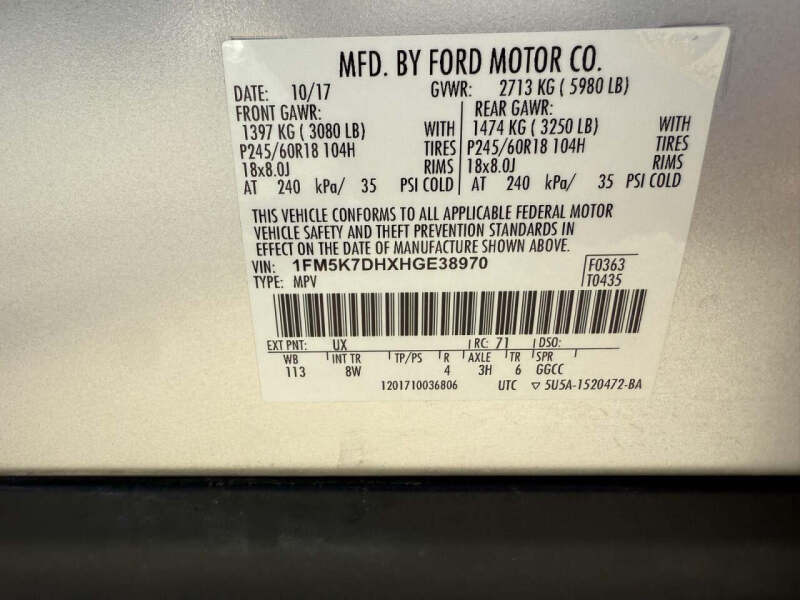 MFD. BY FORD MOTOR CO.
DATE: 10/17 GVWR: 2713 KG ( 5980 LB)
FRONT GAWR: REAR GAWR:
1397 KG ( 3080 LB) WITH 1474 KG ( 3250 LB) WITH
P245/60R18 104H TIRES P245/60R18 104H TIRES
18x8.0J RIMS 18x8.0J RIMS
AT 240 kPa/ 35 PSI COLD AT 240 kPa/ 35 PSI COLD
THIS VEHICLE CONFORMS TO ALL APPLICABLE FEDERAL MOTOR
VEHICLE SAFETY AND THEFT PREVENTION STANDARDS IN
EFFECT ON THE DATE OF MANUFACTURE SHOWN ABOVE.
VIN: 1FM5K7DHXHGE38970 F0363
TYPE: MPV T0435
EXT PNT: UX RC: 71 DSO:
WB INT TR TP/PS R AXLE TR SPR
113 8W 4 3H 6 GGCC
1201710036806 UTC ▽ 5U5A-1520472-BA